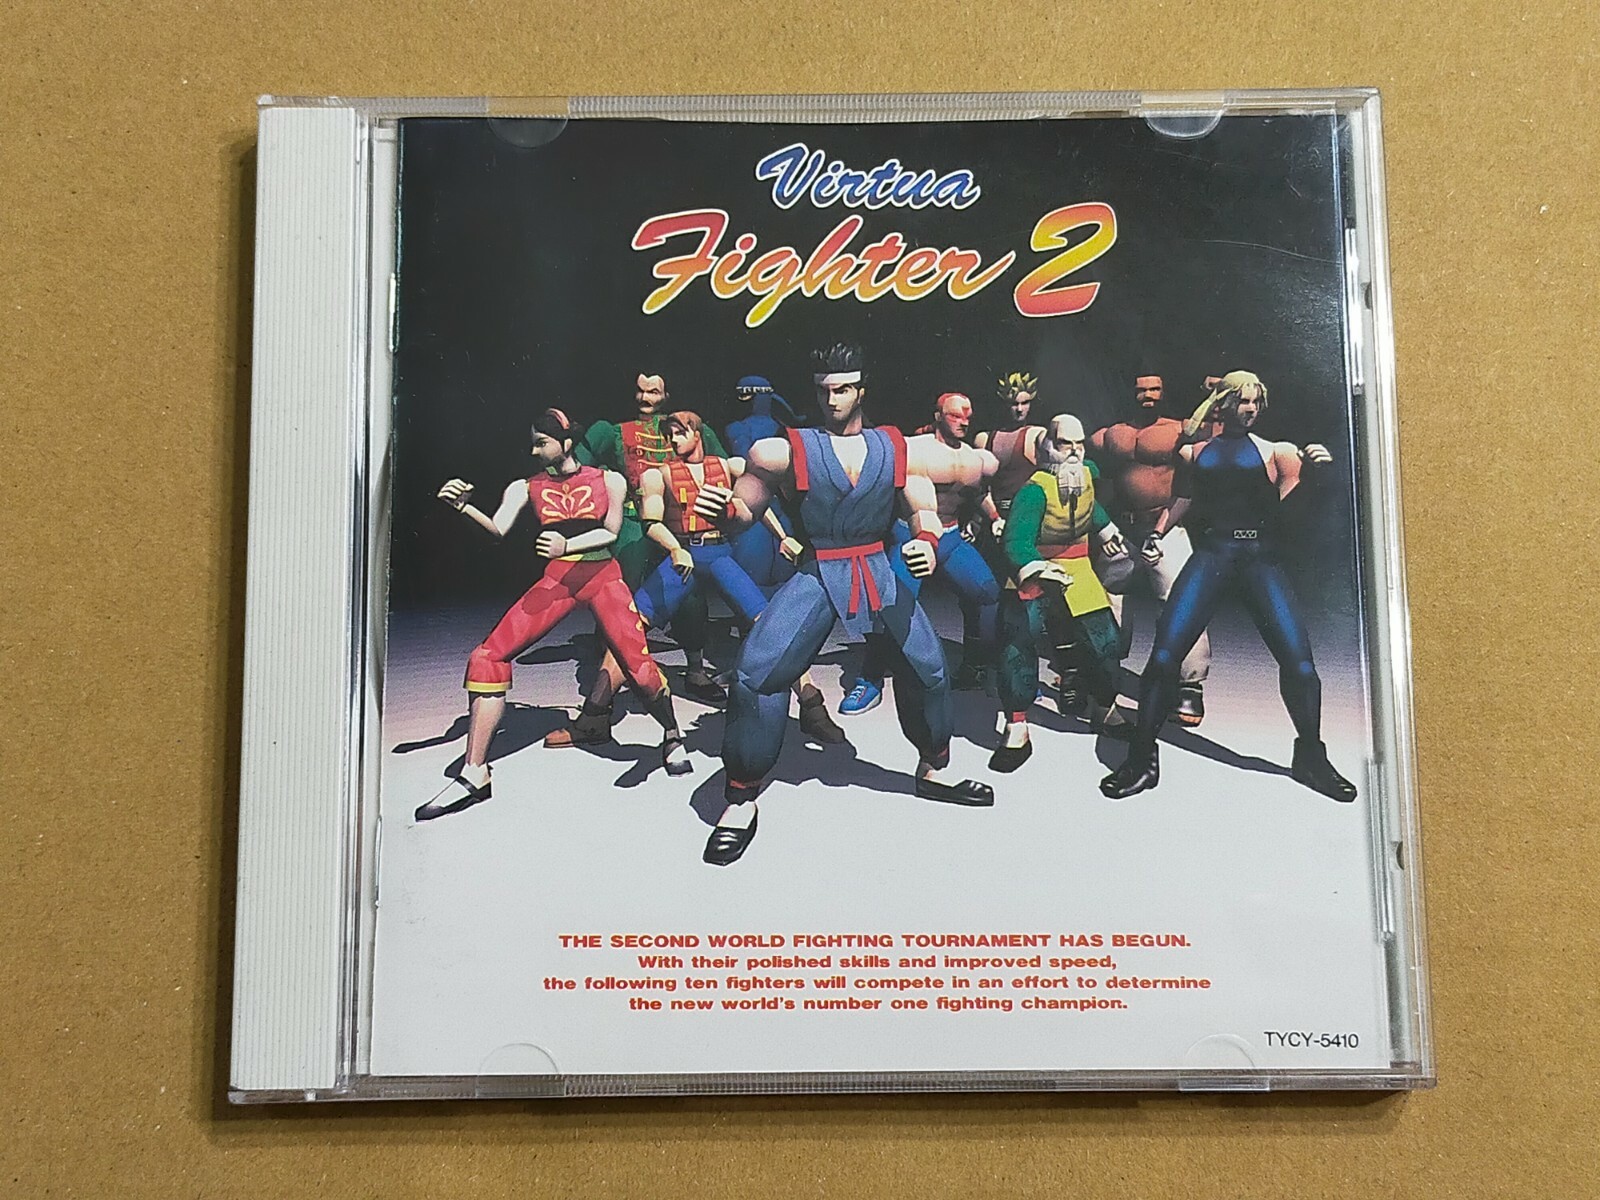 Virtua
Fighter 2
THE SECOND WORLD FIGHTING TOURNAMENT HAS BEGUN.
With their polished skills and improved speed,
the following ten fighters will compete in an effort to determine
the new world's number one fighting champion.
TYCY-5410